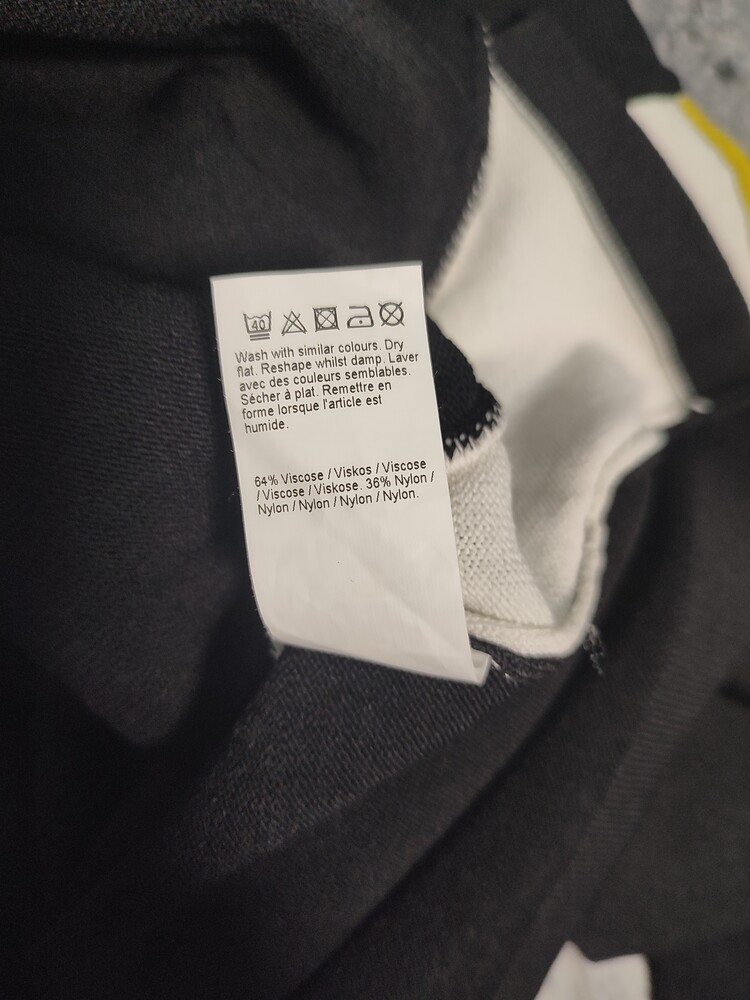 40
Wash with similar colours. Dry
flat. Reshape whilst damp. Laver
avec des couleurs semblables.
Sécher à plat. Remettre en
forme lorsque l'article est
humide.
64% Viscose / Viskos / Viscose
/ Viscose / Viskose. 36% Nylon /
Nylon / Nylon / Nylon / Nylon.